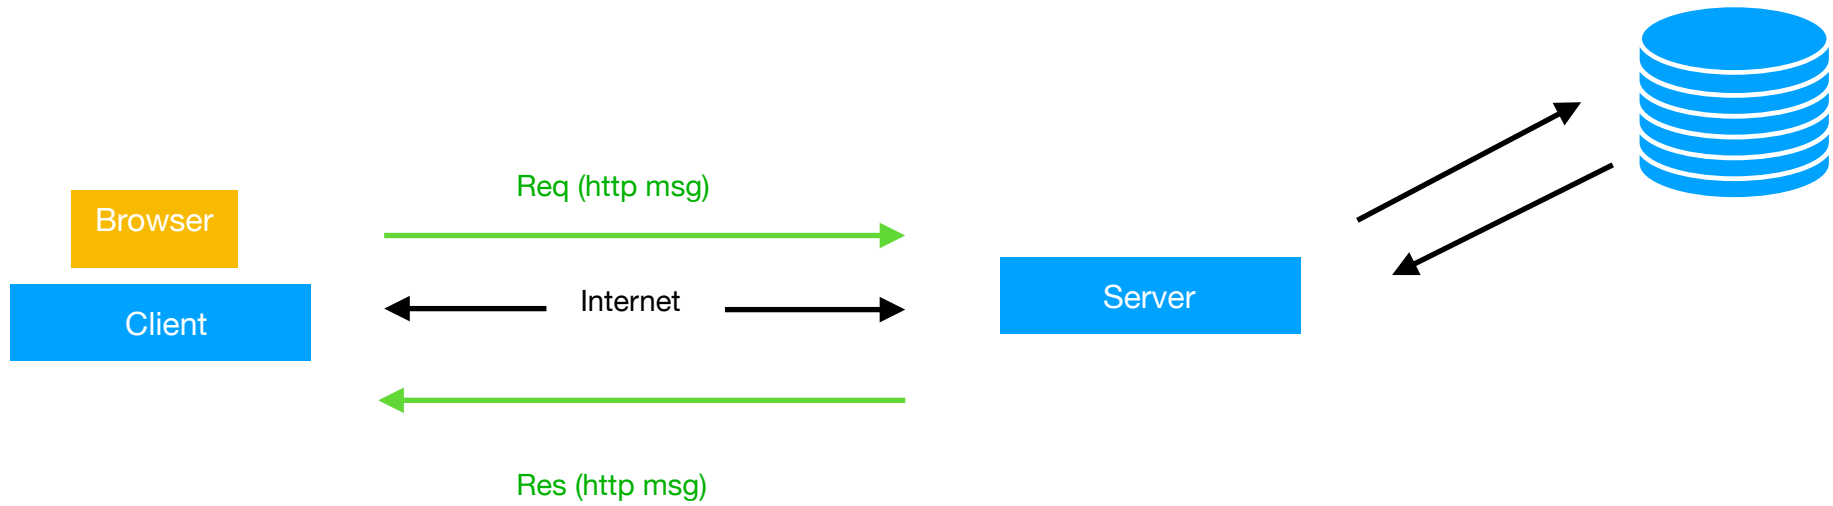 Req (http msg)
Browser
Internet
Server
Client
Res (http msg)